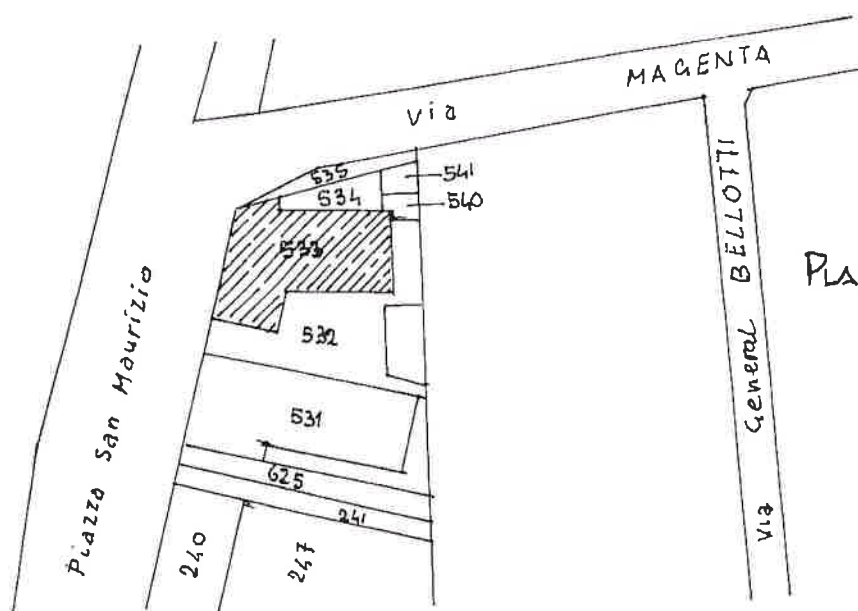 Via MAGENTA
535
541
534
540
533
Piazza San Maurizio
Via General BELLOTTI
PLA
532
531
625
241
240
247